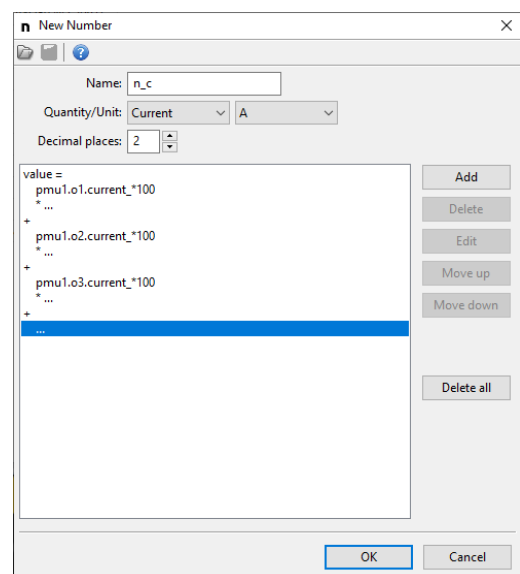 n New Number
Name: n_c
Quantity/Unit: Current A
Decimal places: 2
value =
pmu1.o1.current_*100
* ...
+
pmu1.o2.current_*100
* ...
+
pmu1.o3.current_*100
* ...
+
...
Add
Delete
Edit
Move up
Move down
Delete all
OK Cancel